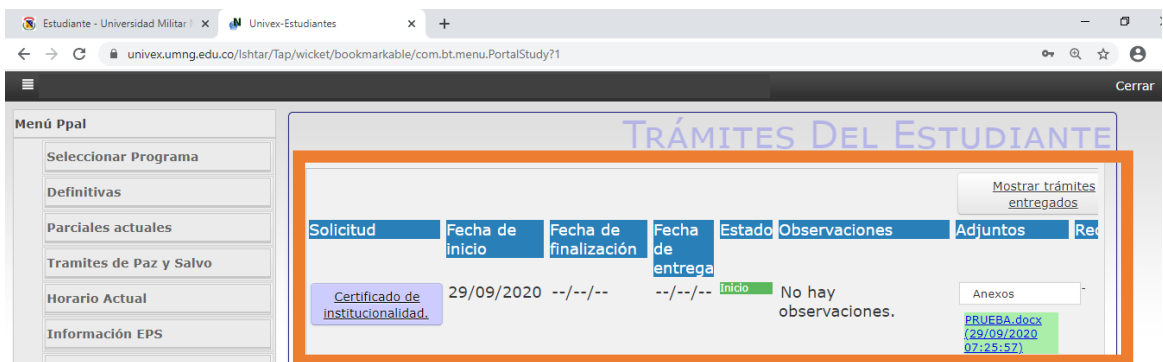 Estudiante - Universidad Militar N
Univex-Estudiantes
univex.umng.edu.co/Ishtar/Tap/wicket/bookmarkable/com.bt.menu.PortalStudy?1
Cerrar
Menú Ppal
Seleccionar Programa
Definitivas
Parciales actuales
Tramites de Paz y Salvo
Horario Actual
Información EPS
TRÁMITES DEL ESTUDIANTE
Mostrar trámites
entregados
Solicitud
Fecha de
inicio
Fecha de
finalización
Fecha
de
entrega
Estado
Observaciones
Adjuntos
Rec
Certificado de
institucionalidad.
29/09/2020
--/--/--
--/--/--
Inicio
No hay
observaciones.
Anexos
-
PRUEBA.docx
(29/09/2020
07:25:57)